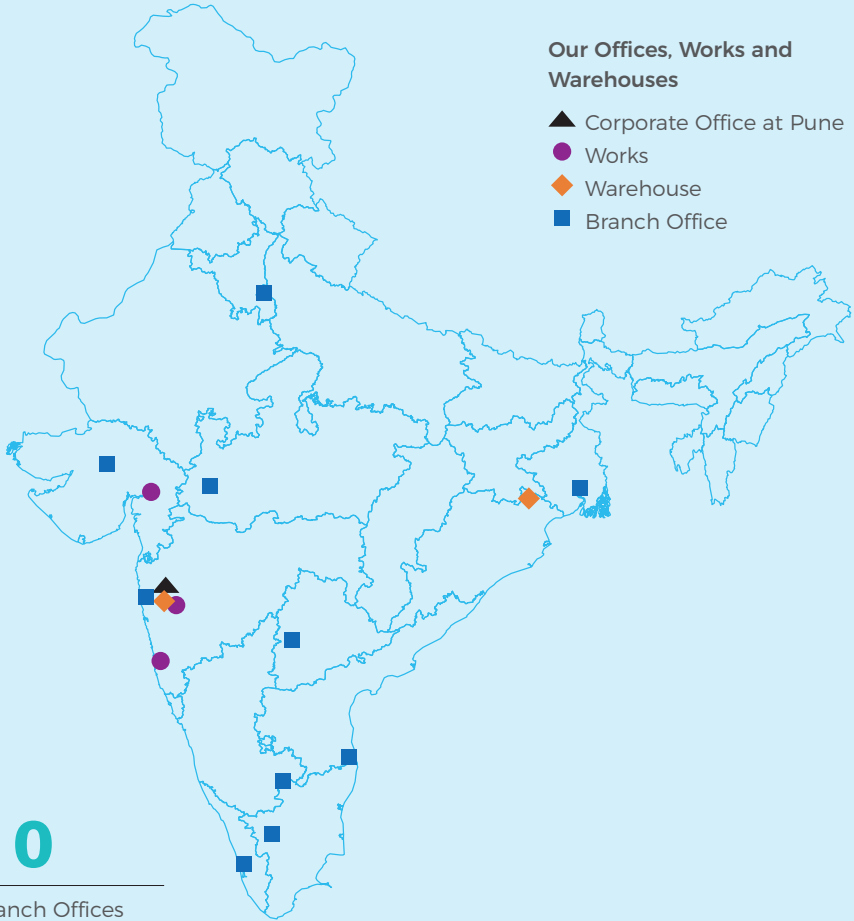 Our Offices, Works and
Warehouses
Corporate Office at Pune
Works
Warehouse
Branch Office
0
anch Offices